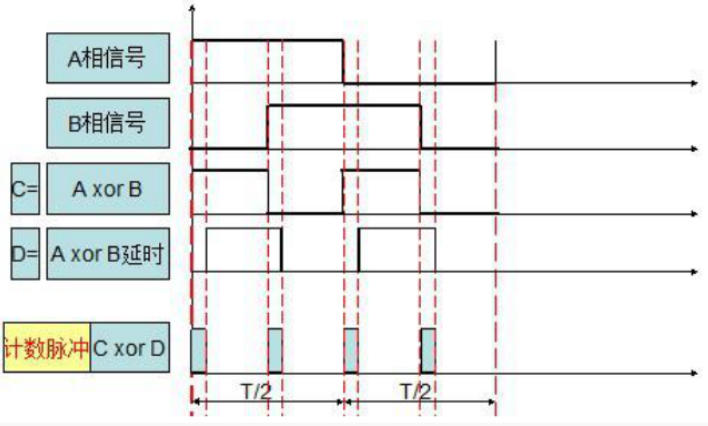 A相信号
B相信号
C= A xor B
D= A xor B延时
计数脉冲 C xor D
T/2 T/2